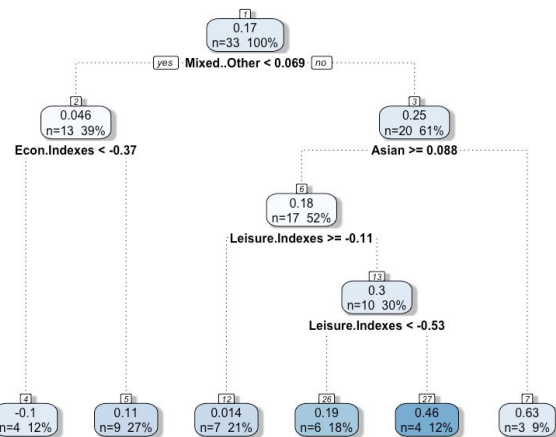 1
0.17
n=33 100%
yes Mixed..Other < 0.069 no
2
0.046
n=13 39%
Econ.Indexes < -0.37
3
0.25
n=20 61%
Asian >= 0.088
6
0.18
n=17 52%
Leisure.Indexes >= -0.11
13
0.3
n=10 30%
Leisure.Indexes < -0.53
4
-0.1
n=4 12%
5
0.11
n=9 27%
12
0.014
n=7 21%
26
0.19
n=6 18%
27
0.46
n=4 12%
7
0.63
n=3 9%